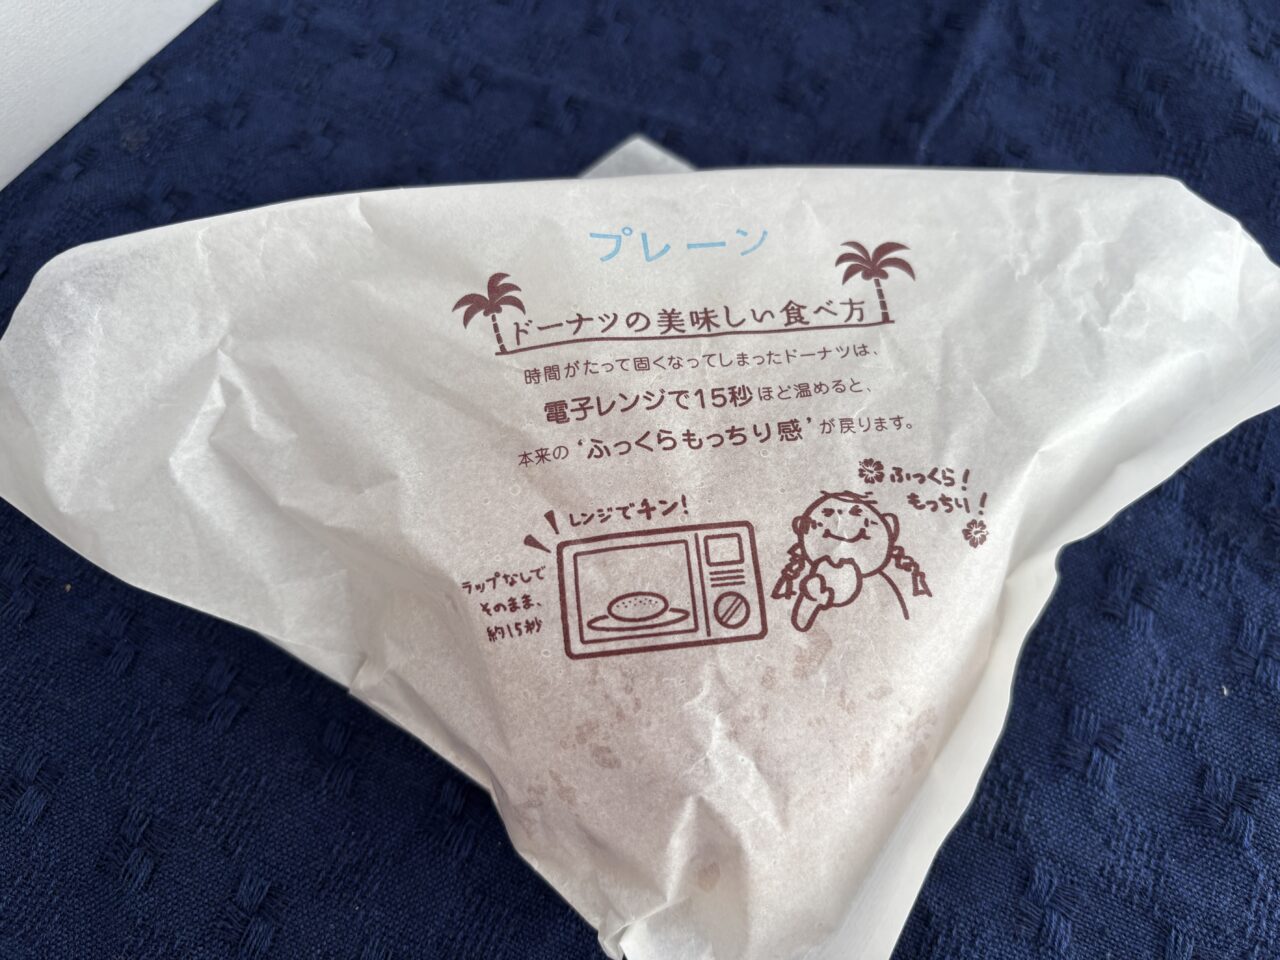 プレーン
ドーナツの美味しい食べ方
時間がたって固くなってしまったドーナツは、
電子レンジで15秒ほど温めると、
本来の‘ふっくらもっちり感’が戻ります。
ふっくら!
もっちり!
レンジでチン!
ラップなしで
そのまま、
約15秒